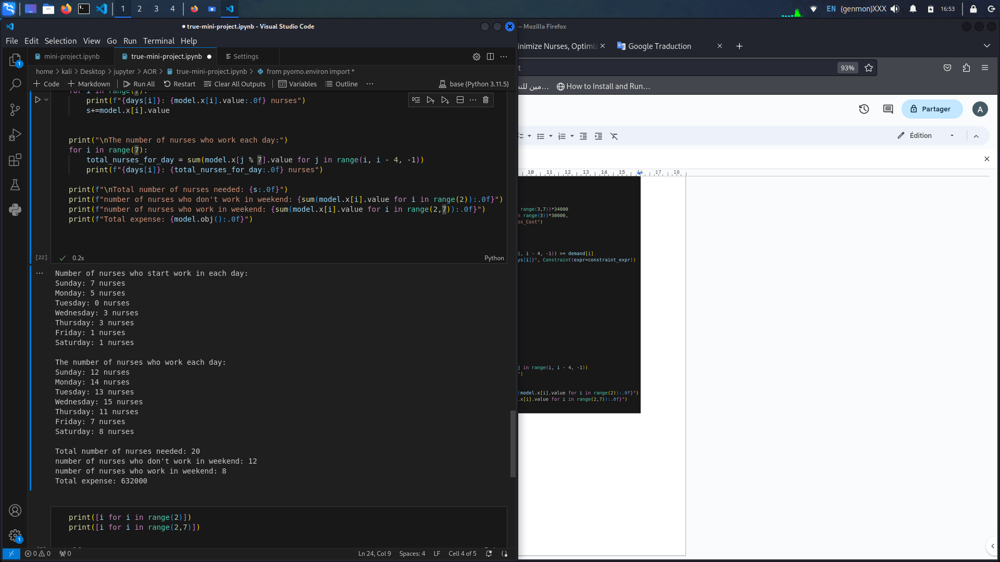 1 2 3 4
EN (genmon)XXX 16:53
● true-mini-project.ipynb - Visual Studio Code
File Edit Selection View Go Run Terminal Help
mini-project.ipynb true-mini-project.ipynb ● Settings
home > kali > Desktop > jupyter > AOR > true-mini-project.ipynb > from pyomo.environ import *
+ Code + Markdown Run All Restart Clear All Outputs Variables Outline ... base (Python 3.11.5)
for i in range(7):
print(f"{days[i]}: {model.x[i].value:.0f} nurses")
s+=model.x[i].value
print("\nThe number of nurses who work each day:")
for i in range(7):
total_nurses_for_day = sum(model.x[j % 7].value for j in range(i, i - 4, -1))
print(f"{days[i]}: {total_nurses_for_day:.0f} nurses")
print(f"\nTotal number of nurses needed: {s:.0f}")
print(f"number of nurses who don't work in weekend: {sum(model.x[i].value for i in range(2)):.0f}")
print(f"number of nurses who work in weekend: {sum(model.x[i].value for i in range(2,7)):.0f}")
print(f"Total expense: {model.obj():.0f}")
[22] 0.2s Python
... Number of nurses who start work in each day:
Sunday: 7 nurses
Monday: 5 nurses
Tuesday: 0 nurses
Wednesday: 3 nurses
Thursday: 3 nurses
Friday: 1 nurses
Saturday: 1 nurses
The number of nurses who work each day:
Sunday: 12 nurses
Monday: 14 nurses
Tuesday: 13 nurses
Wednesday: 15 nurses
Thursday: 11 nurses
Friday: 7 nurses
Saturday: 8 nurses
Total number of nurses needed: 20
number of nurses who don't work in weekend: 12
number of nurses who work in weekend: 8
Total expense: 632000
print([i for i in range(2)])
print([i for i in range(2,7)])
0 0 0 Ln 24, Col 9 Spaces: 4 LF Cell 4 of 5
— Mozilla Firefox
inimize Nurses, Optimiz Google Traduction
t 93%
مين للنص... How to Install and Run...
Partager A
Édition
10 11 12 13 14 15 16 17 18
range(3,7))*34000
n range(3))*30000,
es_Cost")
i, i - 4, -1)) >= demand[i]
ys[i]}", Constraint(expr=constraint_expr))
j in range(i, i - 4, -1))
")
(model.x[i].value for i in range(2)):.0f}")
.x[i].value for i in range(2,7)):.0f}")